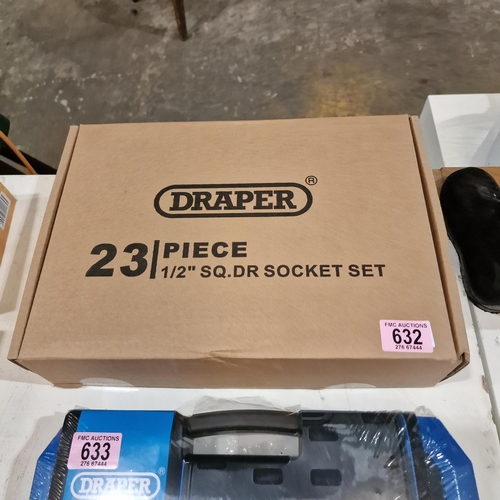 DRAPER®
23 PIECE
1/2" SQ.DR SOCKET SET
FMC AUCTIONS
632
276 67444
FMC AUCTIONS
633
276 67444
DRAPER